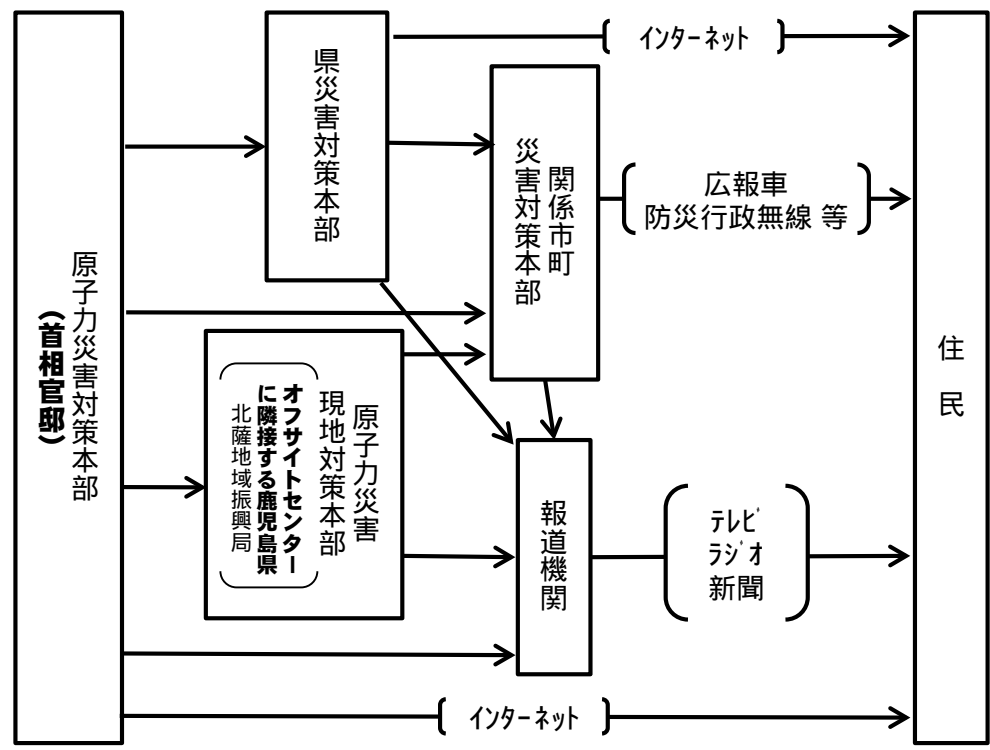 原子力災害対策本部
(首相官邸)
県災害対策本部
インターネット
関係市町
災害対策本部
広報車
防災行政無線 等
原子力災害
現地対策本部
オフサイトセンター
に隣接する鹿児島県
北薩地域振興局
報道機関
テレビ
ラジオ
新聞
インターネット
住民